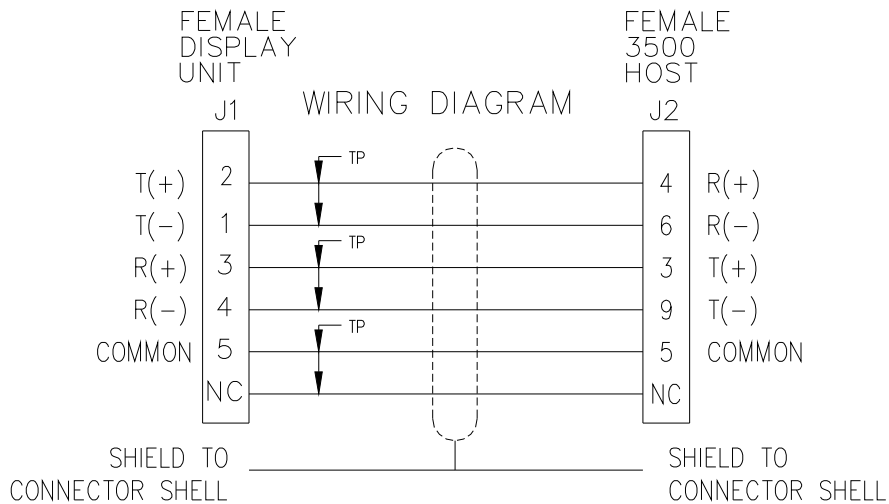 FEMALE
DISPLAY
UNIT
FEMALE
3500
HOST
J1
WIRING DIAGRAM
J2
TP
T(+) 2 4 R(+)
T(-) 1 6 R(-)
TP
R(+) 3 3 T(+)
R(-) 4 9 T(-)
TP
COMMON 5 5 COMMON
NC NC
SHIELD TO
CONNECTOR SHELL
SHIELD TO
CONNECTOR SHELL